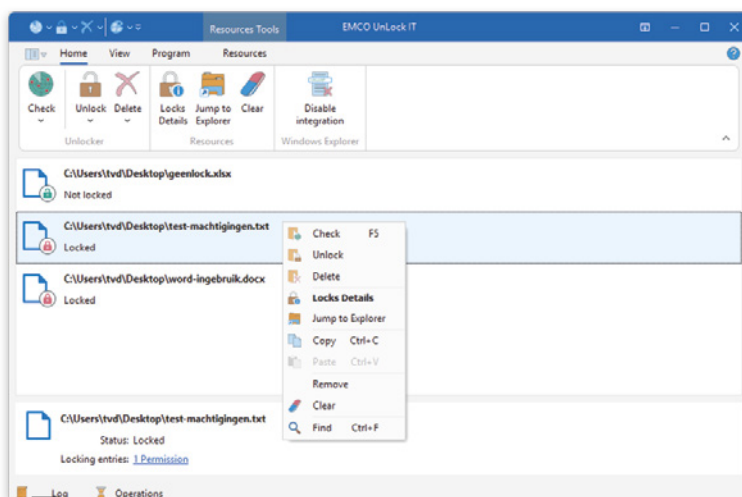 Resources Tools
EMCO UnLock IT
Home View Program Resources
Check
Unlock
Delete
Locks Details
Jump to Explorer
Clear
Disable integration
Unlocker
Resources
Windows Explorer
C:\Users\tvd\Desktop\geenlock.xlsx
Not locked
C:\Users\tvd\Desktop\test-machtigingen.txt
Locked
C:\Users\tvd\Desktop\word-ingebruik.docx
Locked
Check F5
Unlock
Delete
Locks Details
Jump to Explorer
Copy Ctrl+C
Paste Ctrl+V
Remove
Clear
Find Ctrl+F
C:\Users\tvd\Desktop\test-machtigingen.txt
Status: Locked
Locking entries: 1 Permission
Log
Operations